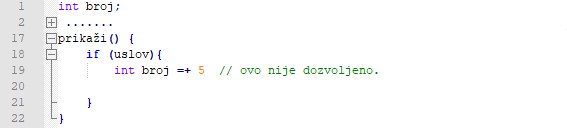 1 int broj;
2 .......
17 prikaži() {
18 if (uslov){
19 int broj =+ 5 // ovo nije dozvoljeno.
20
21 }
22 }